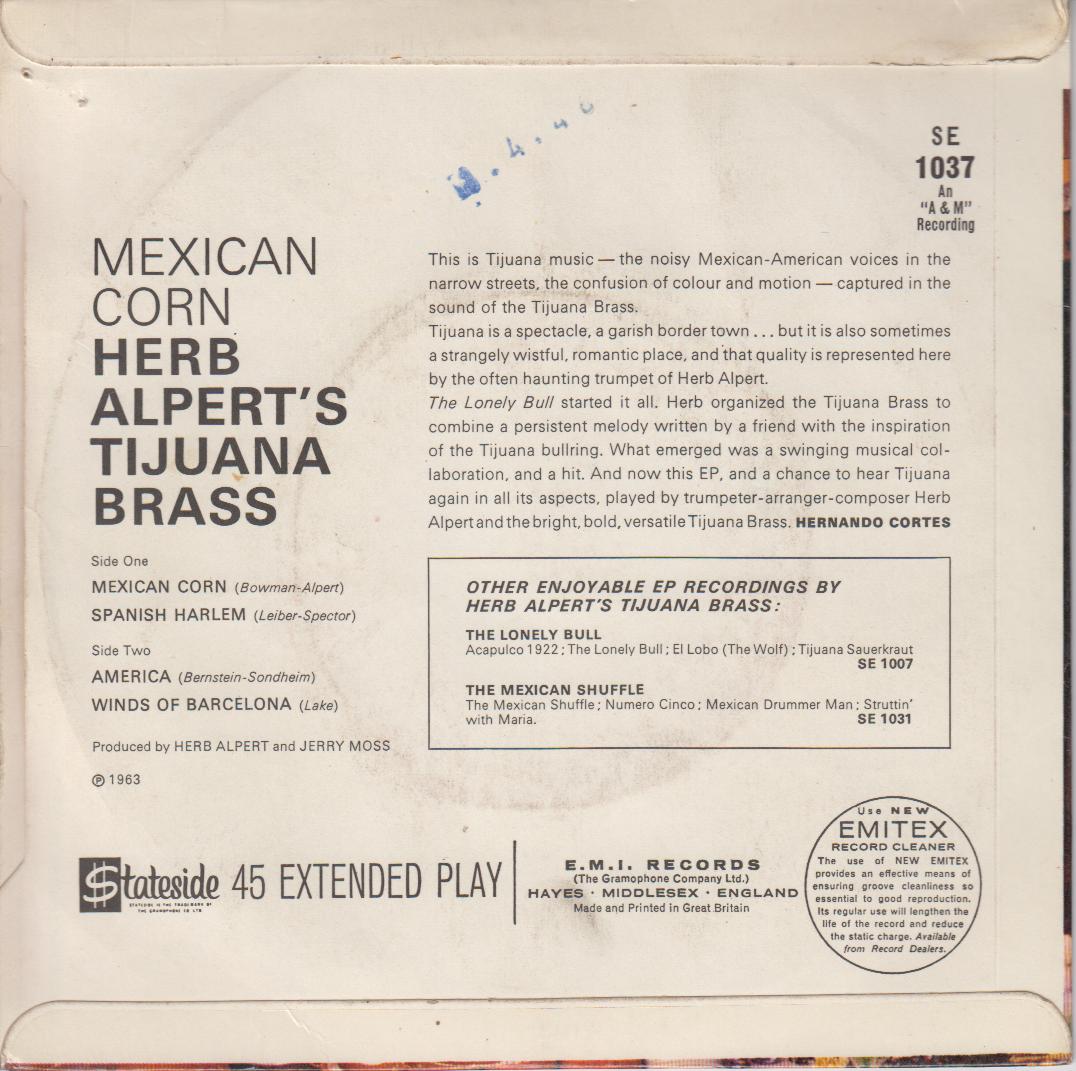 SE
1037
An
"A & M"
Recording
MEXICAN
CORN
HERB
ALPERT'S
TIJUANA
BRASS
Side One
MEXICAN CORN (Bowman-Alpert)
SPANISH HARLEM (Leiber-Spector)
Side Two
AMERICA (Bernstein-Sondheim)
WINDS OF BARCELONA (Lake)
Produced by HERB ALPERT and JERRY MOSS
℗ 1963
This is Tijuana music — the noisy Mexican-American voices in the
narrow streets, the confusion of colour and motion — captured in the
sound of the Tijuana Brass.
Tijuana is a spectacle, a garish border town ... but it is also sometimes
a strangely wistful, romantic place, and that quality is represented here
by the often haunting trumpet of Herb Alpert.
The Lonely Bull started it all. Herb organized the Tijuana Brass to
combine a persistent melody written by a friend with the inspiration
of the Tijuana bullring. What emerged was a swinging musical col-
laboration, and a hit. And now this EP, and a chance to hear Tijuana
again in all its aspects, played by trumpeter-arranger-composer Herb
Alpert and the bright, bold, versatile Tijuana Brass. HERNANDO CORTES
OTHER ENJOYABLE EP RECORDINGS BY
HERB ALPERT'S TIJUANA BRASS:
THE LONELY BULL
Acapulco 1922; The Lonely Bull; El Lobo (The Wolf); Tijuana Sauerkraut
SE 1007
THE MEXICAN SHUFFLE
The Mexican Shuffle; Numero Cinco; Mexican Drummer Man; Struttin'
with Maria. SE 1031
Stateside 45 EXTENDED PLAY
STATESIDE IS THE TRADE MARK OF
THE GRAMOPHONE CO LTD
E.M.I. RECORDS
(The Gramophone Company Ltd.)
HAYES · MIDDLESEX · ENGLAND
Made and Printed in Great Britain
Use NEW
EMITEX
RECORD CLEANER
The use of NEW EMITEX
provides an effective means of
ensuring groove cleanliness so
essential to good reproduction.
Its regular use will lengthen the
life of the record and reduce
the static charge. Available
from Record Dealers.